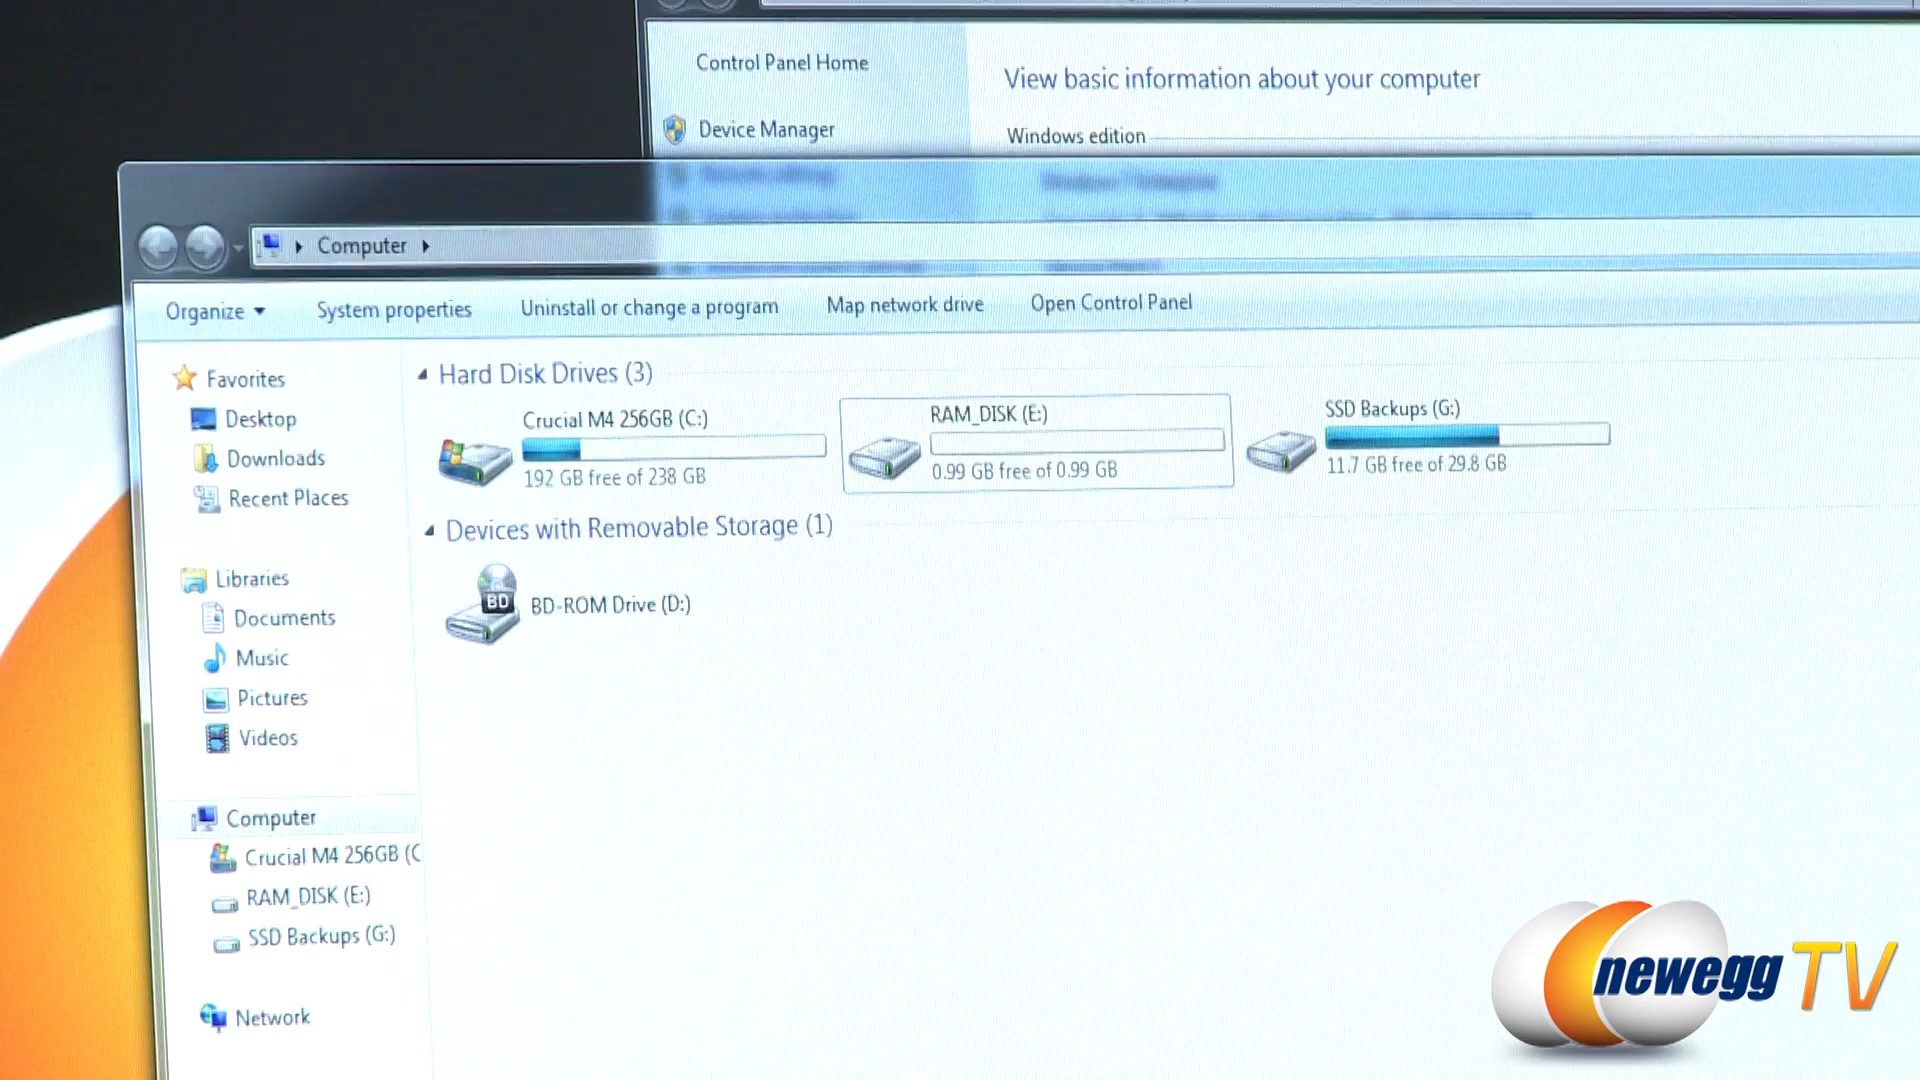 Control Panel Home
View basic information about your computer
Device Manager
Windows edition
Computer
Organize
System properties
Uninstall or change a program
Map network drive
Open Control Panel
Favorites
Desktop
Downloads
Recent Places
Libraries
Documents
Music
Pictures
Videos
Computer
Crucial M4 256GB (C
RAM_DISK (E:)
SSD Backups (G:)
Network
Hard Disk Drives (3)
Crucial M4 256GB (C:)
192 GB free of 238 GB
RAM_DISK (E:)
0.99 GB free of 0.99 GB
SSD Backups (G:)
11.7 GB free of 29.8 GB
Devices with Removable Storage (1)
BD
BD-ROM Drive (D:)
newegg TV